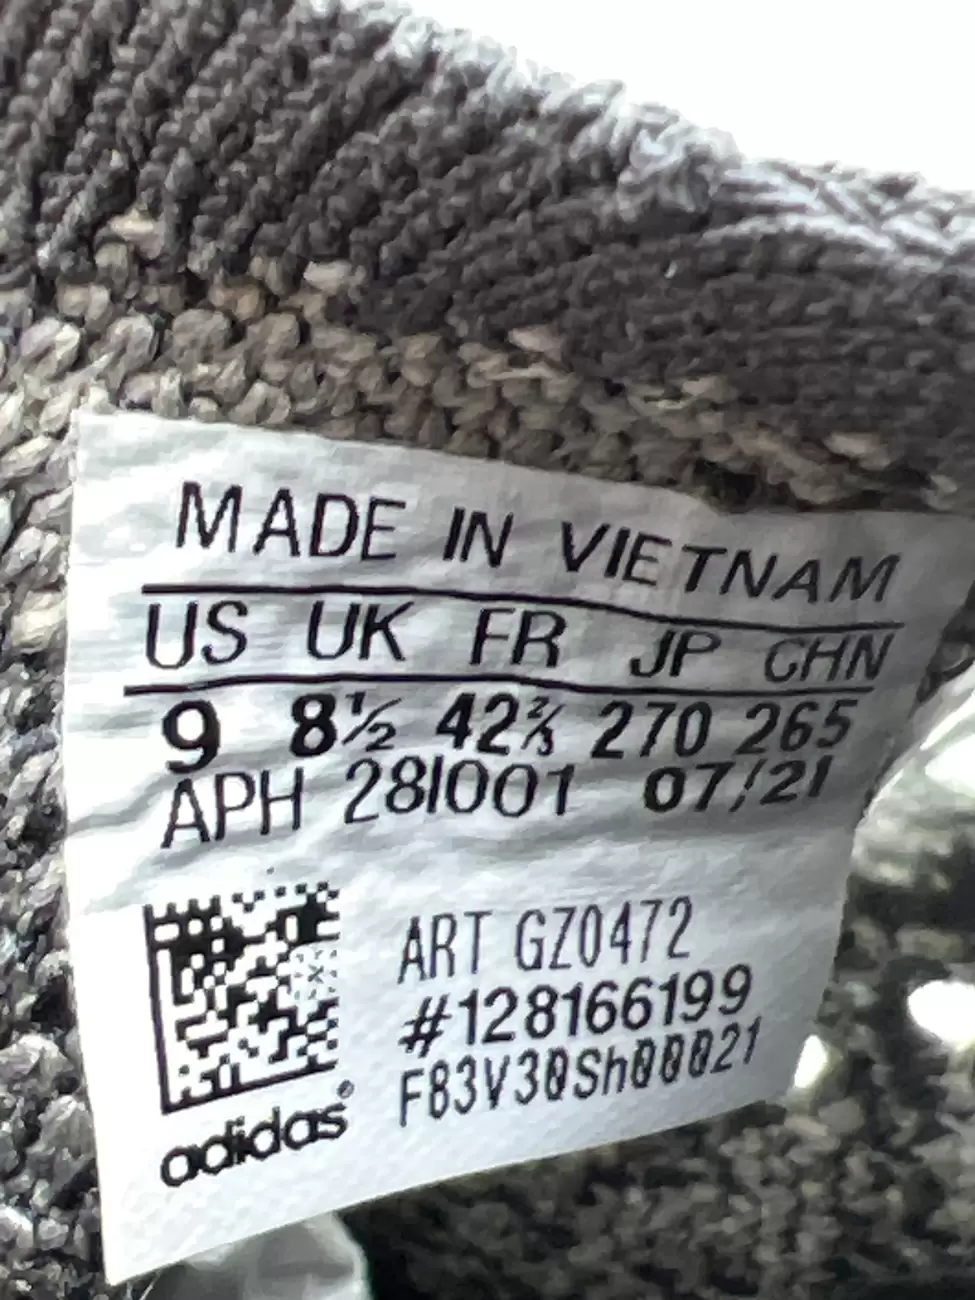 MADE IN VIETNAM
US UK FR JP CHN
9 8½ 42⅔ 270 265
APH 28I001 07/21
ART GZ0472
#128166199
F83V30Sh00021
adidas®